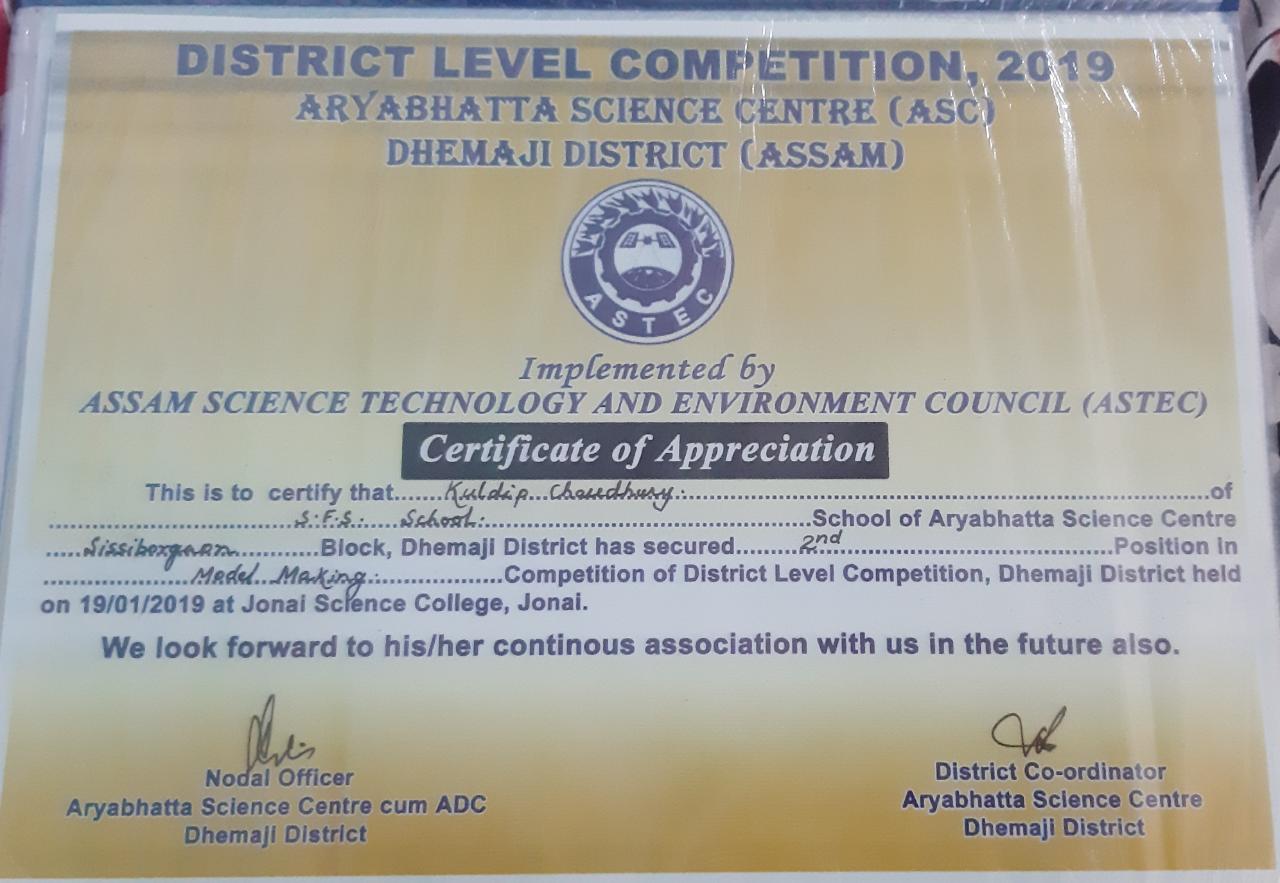 DISTRICT LEVEL COMPETITION, 2019
ARYABHATTA SCIENCE CENTRE (ASC)
DHEMAJI DISTRICT (ASSAM)
ASTEC
Implemented by
ASSAM SCIENCE TECHNOLOGY AND ENVIRONMENT COUNCIL (ASTEC)
Certificate of Appreciation
This is to certify that.......Kuldip Choudhury.......of
.......S.F.S. School.......School of Aryabhatta Science Centre
.....Sissiborgaon.......Block, Dhemaji District has secured.......2nd.......Position in
.......Model Making.......Competition of District Level Competition, Dhemaji District held
on 19/01/2019 at Jonai Science College, Jonai.
We look forward to his/her continous association with us in the future also.
Nodal Officer
Aryabhatta Science Centre cum ADC
Dhemaji District
District Co-ordinator
Aryabhatta Science Centre
Dhemaji District